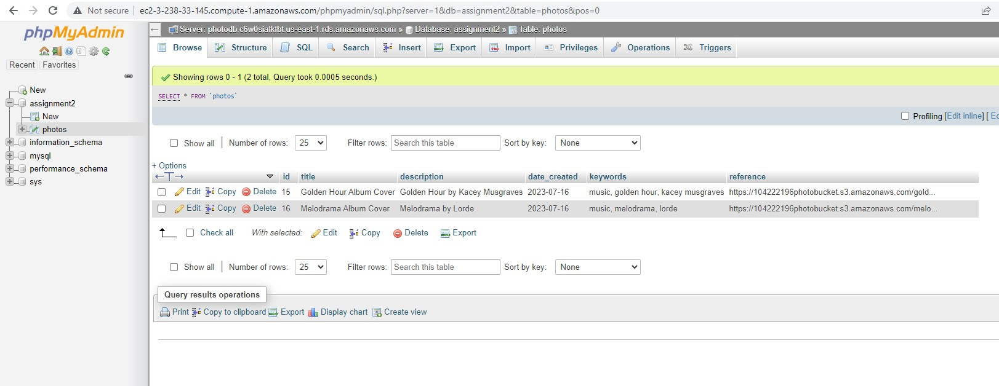 Not secure ec2-3-238-33-145.compute-1.amazonaws.com/phpmyadmin/sql.php?server=1&db=assignment2&table=photos&pos=0
phpMyAdmin
Recent Favorites
New
assignment2
New
photos
information_schema
mysql
performance_schema
sys
Server: photodb.c6w0siafkfbt.us-east-1.rds.amazonaws.com » Database: assignment2 » Table: photos
Browse Structure SQL Search Insert Export Import Privileges Operations Triggers
Showing rows 0 - 1 (2 total, Query took 0.0005 seconds.)
SELECT * FROM `photos`
Profiling [Edit inline] [
Show all Number of rows: 25 Filter rows: Search this table Sort by key: None
+ Options
id title description date_created keywords reference
Edit Copy Delete 15 Golden Hour Album Cover Golden Hour by Kacey Musgraves 2023-07-16 music, golden hour, kacey musgraves https://104222196photobucket.s3.amazonaws.com/gold...
Edit Copy Delete 16 Melodrama Album Cover Melodrama by Lorde 2023-07-16 music, melodrama, lorde https://104222196photobucket.s3.amazonaws.com/melo...
Check all With selected: Edit Copy Delete Export
Show all Number of rows: 25 Filter rows: Search this table Sort by key: None
Query results operations
Print Copy to clipboard Export Display chart Create view